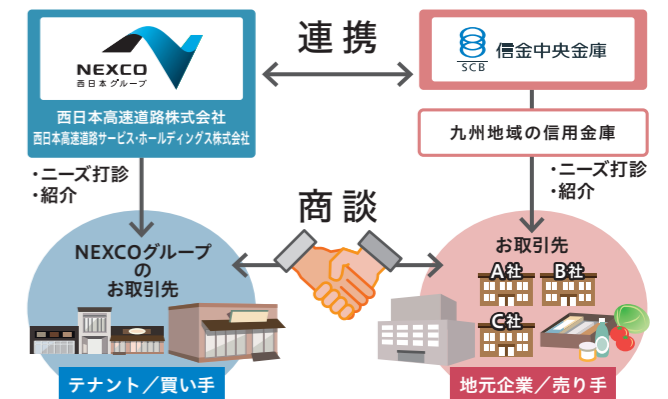 連携
NEXCO
西日本グループ
西日本高速道路株式会社
西日本高速道路サービス・ホールディングス株式会社
SCB
信金中央金庫
九州地域の信用金庫
・ニーズ打診
・紹介
・ニーズ打診
・紹介
商談
NEXCOグループ
の
お取引先
お取引先
A社
B社
C社
テナント／買い手
地元企業／売り手